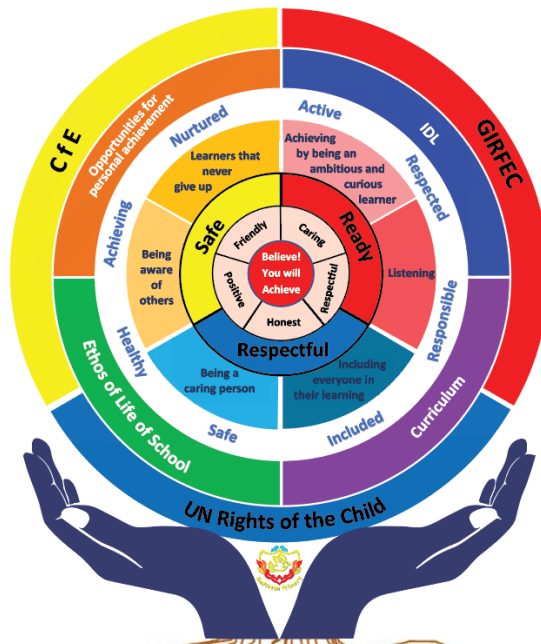 CfE
GIRFEC
UN Rights of the Child
Opportunities for
personal achievement
IDL
Curriculum
Ethos of Life of School
Nurtured
Active
Respected
Responsible
Included
Safe
Healthy
Achieving
Learners that
never
give up
Achieving
by being an
ambitious and
curious
learner
Listening
Including
everyone in
their learning
Being a
caring person
Being
aware
of
others
Safe
Ready
Respectful
Friendly
Caring
Respectful
Honest
Positive
Believe!
You will
Achieve